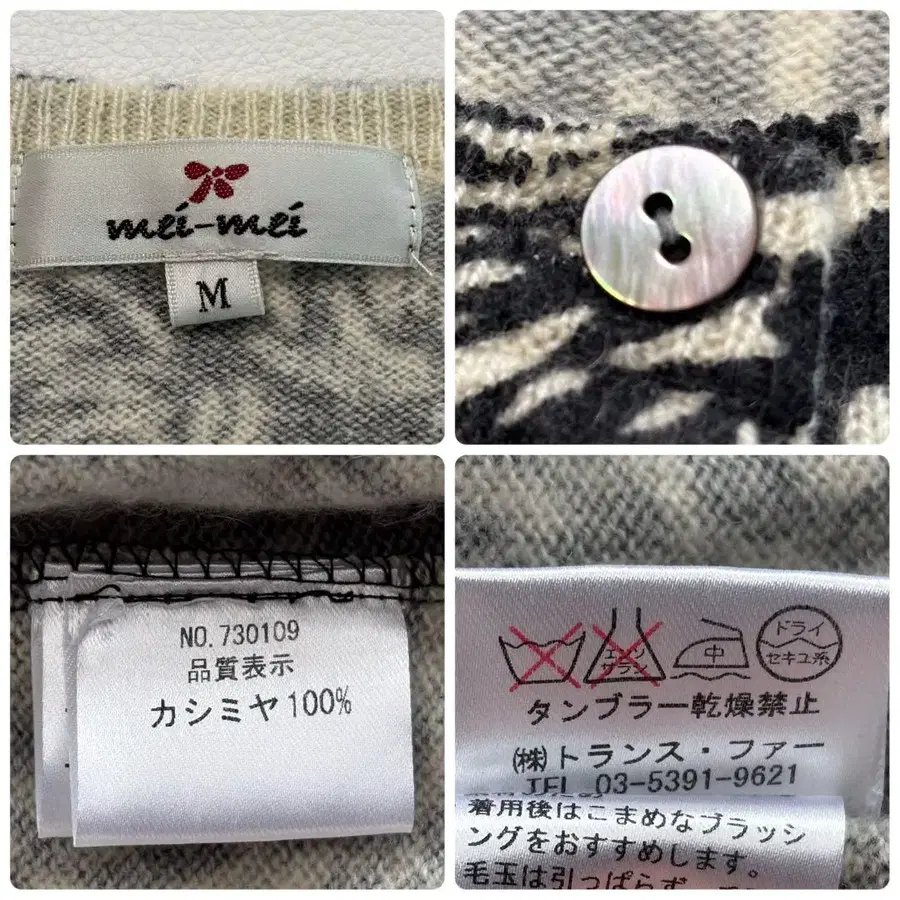 mei-mei
M
NO. 730109
品質表示
カシミヤ100%
エンソ
サラシ
中
ドライ
セキユ系
タンブラー乾燥禁止
㈱トランス・ファー
TEL 03-5391-9621
着用後はこまめなブラッシ
ングをおすすめします。
毛玉は引っぱらず